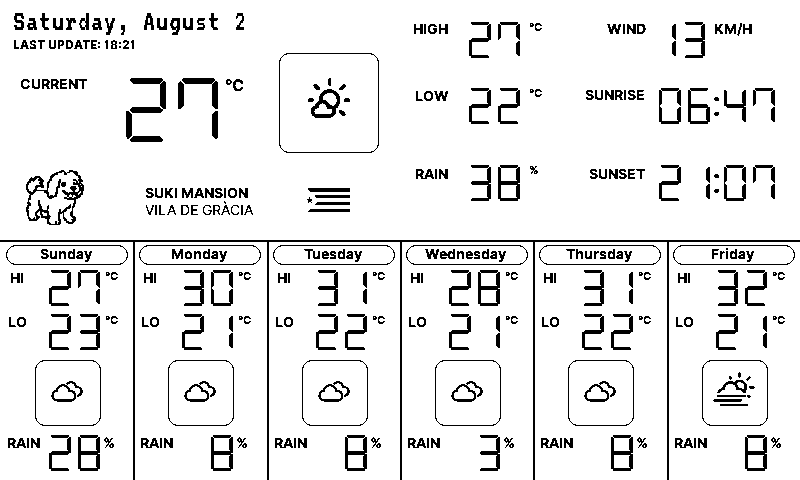 Saturday, August 2
LAST UPDATE: 18:21
CURRENT 27 °C
HIGH 27 °C
WIND 13 KM/H
LOW 22 °C
SUNRISE 06:47
RAIN 38 %
SUNSET 21:07
SUKI MANSION
VILA DE GRÀCIA
Sunday
HI 27 °C
LO 23 °C
RAIN 28 %
Monday
HI 30 °C
LO 21 °C
RAIN 8 %
Tuesday
HI 31 °C
LO 22 °C
RAIN 8 %
Wednesday
HI 28 °C
LO 21 °C
RAIN 3 %
Thursday
HI 31 °C
LO 22 °C
RAIN 8 %
Friday
HI 32 °C
LO 21 °C
RAIN 8 %